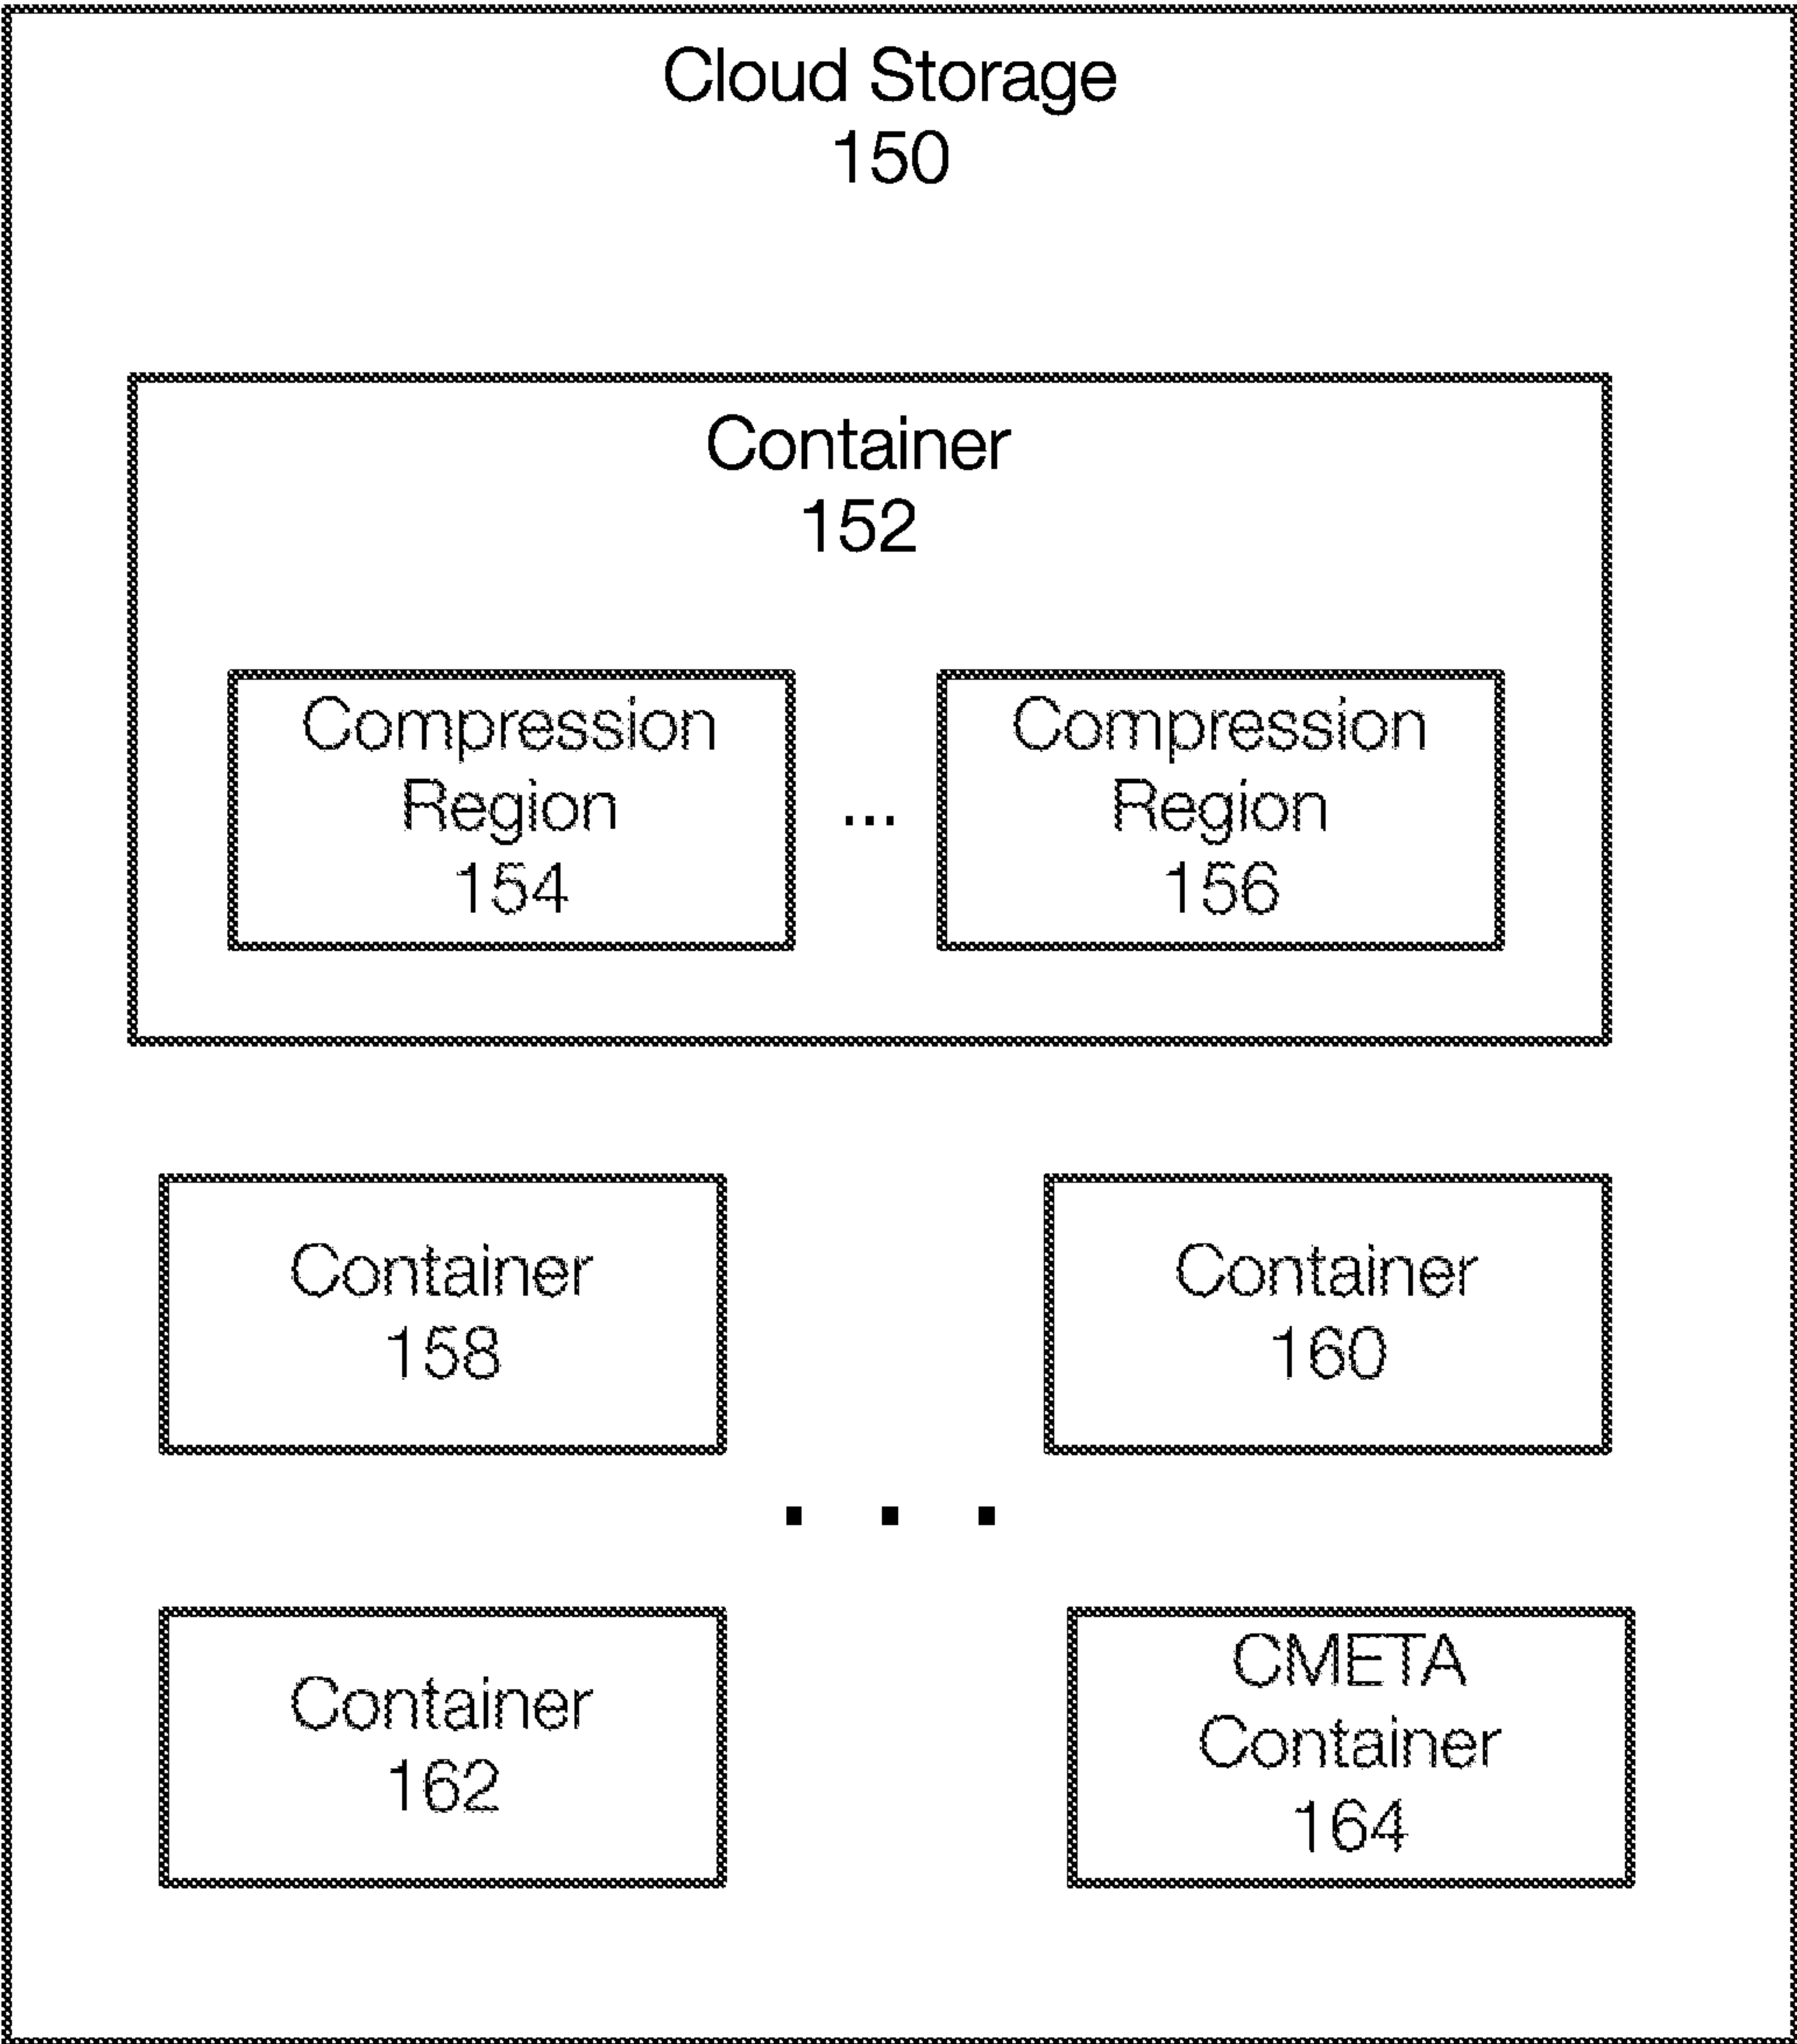 Cloud Storage
150
Container
152
Compression
Region
154
...
Compression
Region
156
Container
158
Container
160
. . .
Container
162
CMETA
Container
164